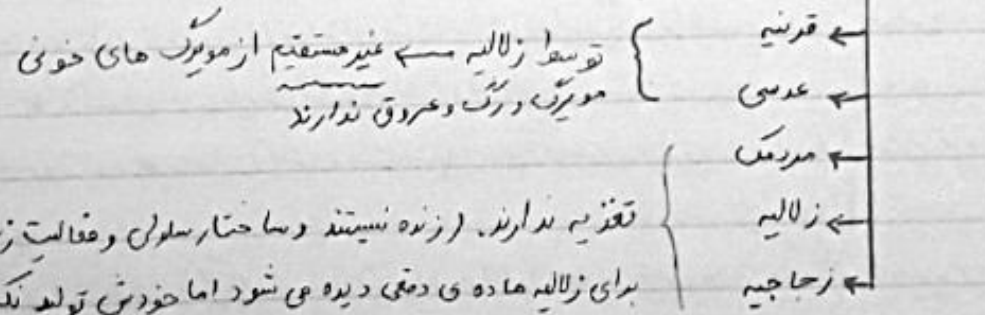 ← قرنیه
توسط زلالیه ← غیرمستقیم از مویرگ های خونی
← عدسی
مویرگ و رگ و عروق ندارند
← مردمک
← زلالیه
تغذیه ندارند. (زنده نیستند و ساختار سلولی و فعالیت
← زجاجیه
برای زلالیه ماده ی دفعی دیده می شود اما خودش تولید